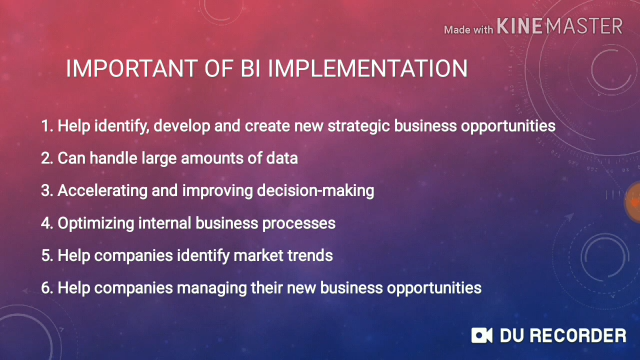 Made with KINEMASTER
IMPORTANT OF BI IMPLEMENTATION
1. Help identify, develop and create new strategic business opportunities
2. Can handle large amounts of data
3. Accelerating and improving decision-making
4. Optimizing internal business processes
5. Help companies identify market trends
6. Help companies managing their new business opportunities
DU RECORDER